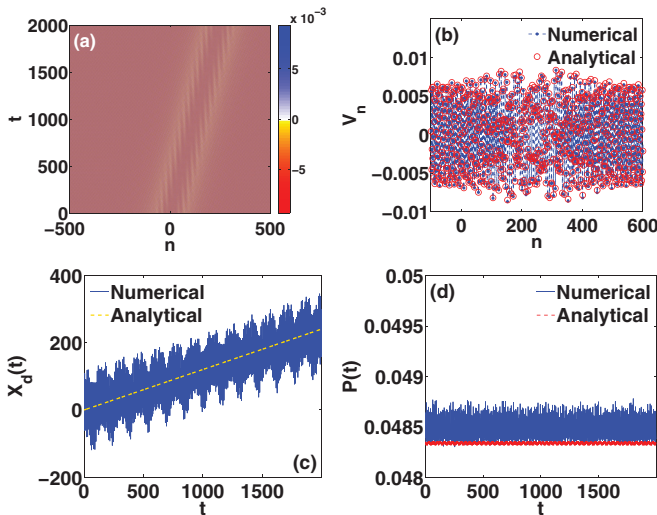 (a)
2000
1500
1000
500
0
t
−500
0
500
n
x 10⁻³
5
0
−5
(b)
Numerical
Analytical
0.01
0.005
0
−0.005
−0.01
Vn
0
200
400
600
n
Numerical
Analytical
400
200
0
−200
Xd(t)
(c)
0
500
1000
1500
t
(d)
Numerical
Analytical
0.05
0.0495
0.049
0.0485
0.048
P(t)
0
500
1000
1500
t